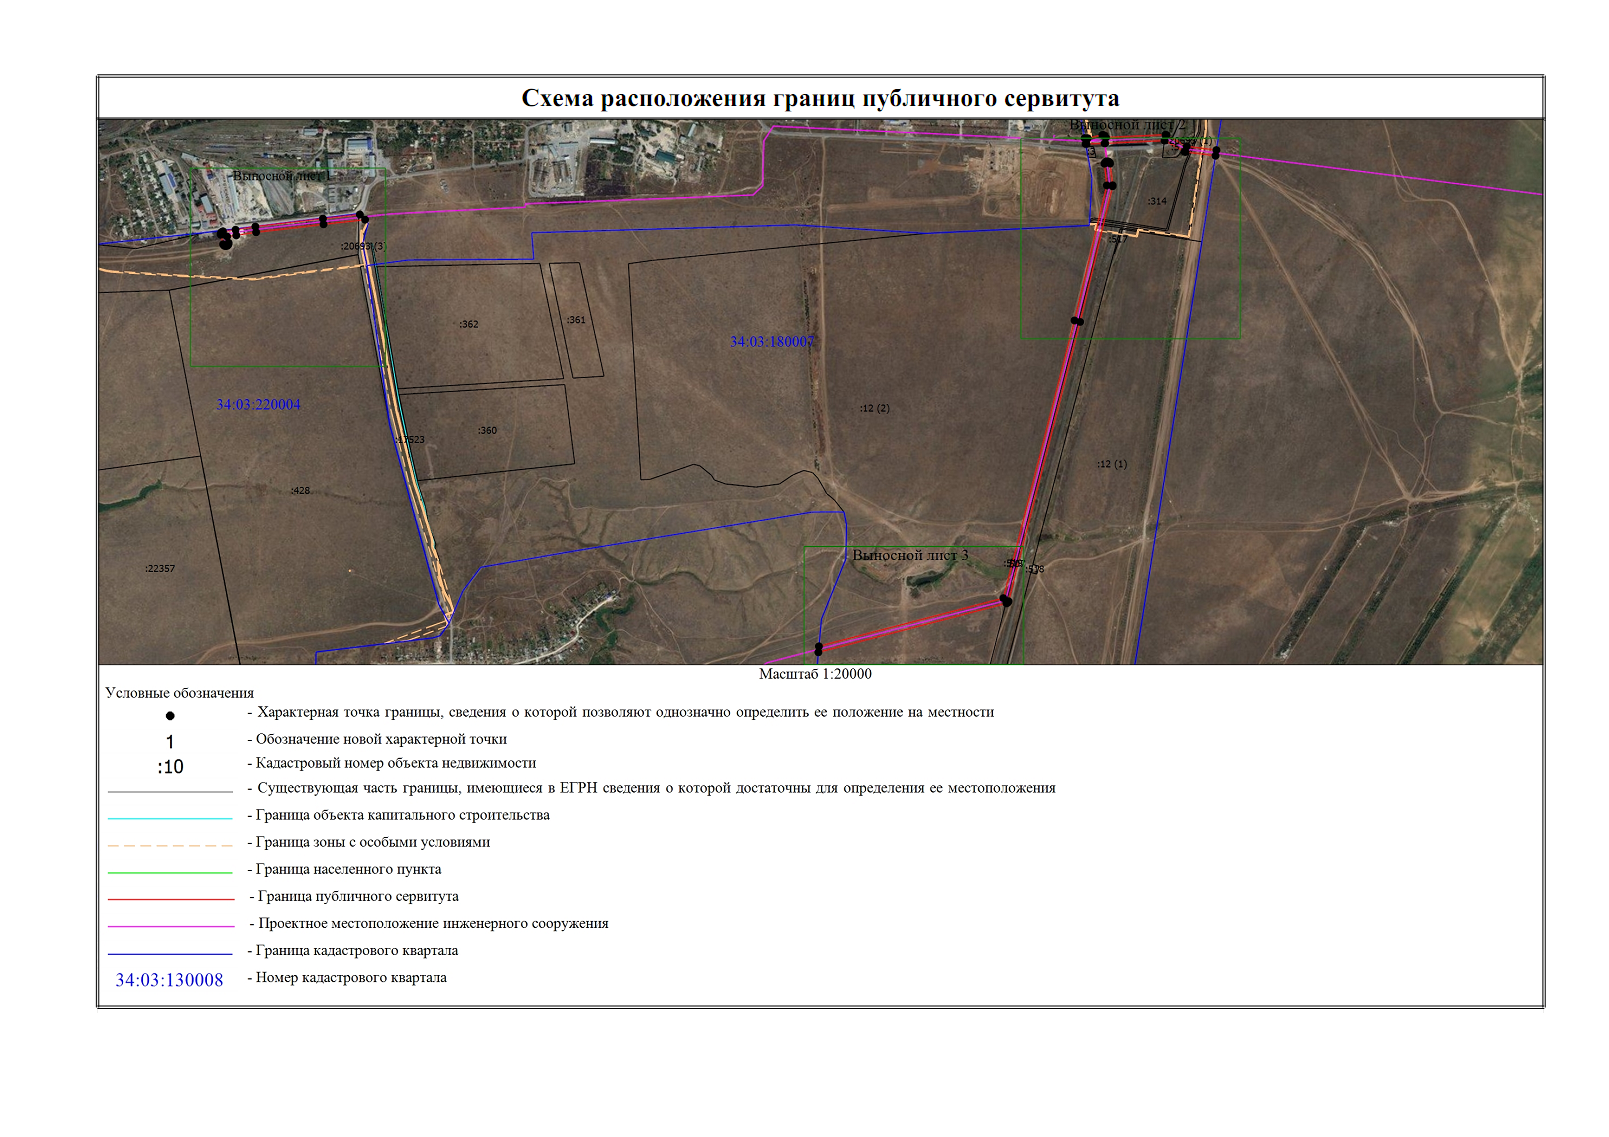 Схема расположения границ публичного сервитута
Выносной лист 2
Выносной лист 1
:314
:20693 (3)
:517
:362
:361
34:03:180007
34:03:220004
:12 (2)
:360
:17523
:12 (1)
:428
Выносной лист 3
:22357
:578
Масштаб 1:20000
Условные обозначения
- Характерная точка границы, сведения о которой позволяют однозначно определить ее положение на местности
1 - Обозначение новой характерной точки
:10 - Кадастровый номер объекта недвижимости
- Существующая часть границы, имеющиеся в ЕГРН сведения о которой достаточны для определения ее местоположения
- Граница объекта капитального строительства
- Граница зоны с особыми условиями
- Граница населенного пункта
- Граница публичного сервитута
- Проектное местоположение инженерного сооружения
- Граница кадастрового квартала
34:03:130008 - Номер кадастрового квартала